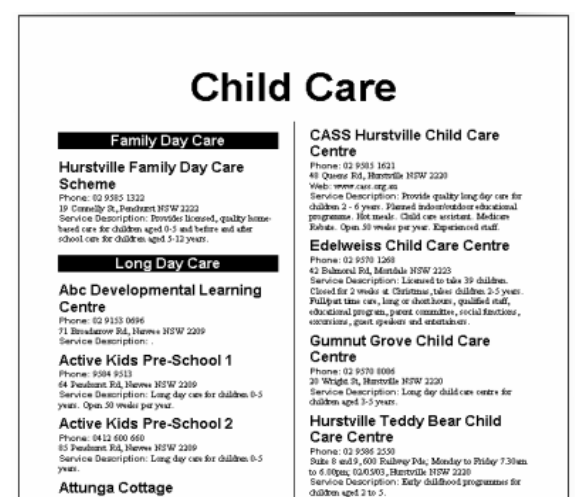 Child Care
Family Day Care
Hurstville Family Day Care
Scheme
Phone: 02 9585 1322
19 Connelly St, Penshurst NSW 2222
Service Description: Provides licensed, quality home-
based care for children aged 0-5 and before and after
school care for children aged 5-12 years.
Long Day Care
Abc Developmental Learning
Centre
Phone: 02 9153 0696
71 Broadarrow Rd, Narwee NSW 2209
Service Description: .
Active Kids Pre-School 1
Phone: 9584 9513
64 Penshurst Rd, Narwee NSW 2209
Service Description: Long day care for children 0-5
years. Open 50 weeks per year.
Active Kids Pre-School 2
Phone: 0412 600 660
85 Penshurst Rd, Narwee NSW 2209
Service Description: Long day care for children 0-5
years.
Attunga Cottage
CASS Hurstville Child Care
Centre
Phone: 02 9585 1621
48 Queens Rd, Hurstville NSW 2220
Web: www.cass.org.au
Service Description: Provide quality long day care for
children 2 - 6 years. Planned indoor/outdoor educational
programme. Hot meals. Child care assistent. Medicare
Rebate. Open 50 weeks per year. Experienced staff.
Edelweiss Child Care Centre
Phone: 02 9570 1268
42 Balmoral Rd, Mortdale NSW 2223
Service Description: Licensed to take 39 children.
Closed for 2 weeks at Christmas, takes children 2-5 years.
Full/part time care, long or short hours, qualified staff,
educational program, parent committee, social functions,
excursions, guest speakers and entertainers.
Gumnut Grove Child Care
Centre
Phone: 02 9570 8006
20 Wright St, Hurstville NSW 2220
Service Description: Long day child care centre for
children aged 3-5 years.
Hurstville Teddy Bear Child
Care Centre
Phone: 02 9586 2550
Suite 8 and 9, 600 Railway Pde; Monday to Friday 7.30am
to 6.00pm; 02/05/03, Hurstville NSW 2220
Service Description: Early childhood programmes for
children aged 2 to 5.